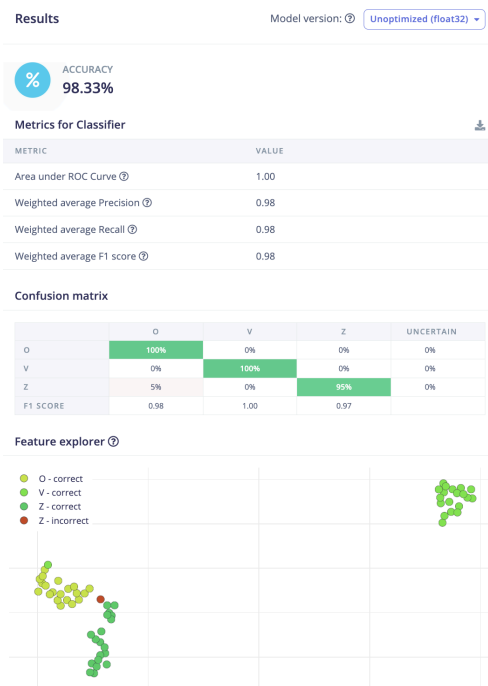 Results
Model version: Unoptimized (float32)
%
ACCURACY
98.33%
Metrics for Classifier
METRIC VALUE
Area under ROC Curve ? 1.00
Weighted average Precision ? 0.98
Weighted average Recall ? 0.98
Weighted average F1 score ? 0.98
Confusion matrix
O V Z UNCERTAIN
O 100% 0% 0% 0%
V 0% 100% 0% 0%
Z 5% 0% 95% 0%
F1 SCORE 0.98 1.00 0.97
Feature explorer ?
O - correct
V - correct
Z - correct
Z - incorrect